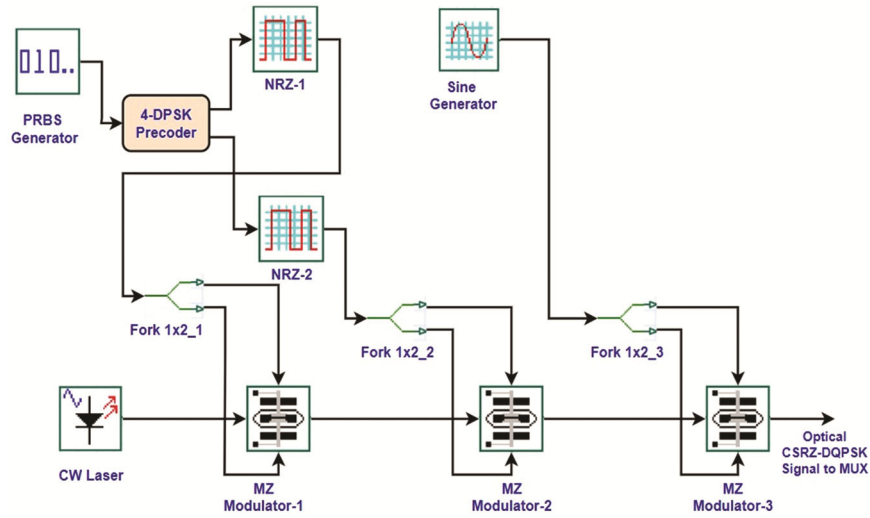 010..
PRBS
Generator
4-DPSK
Precoder
NRZ-1
Sine
Generator
NRZ-2
Fork 1x2_1
Fork 1x2_2
Fork 1x2_3
CW Laser
MZ
Modulator-1
MZ
Modulator-2
MZ
Modulator-3
Optical
CSRZ-DQPSK
Signal to MUX